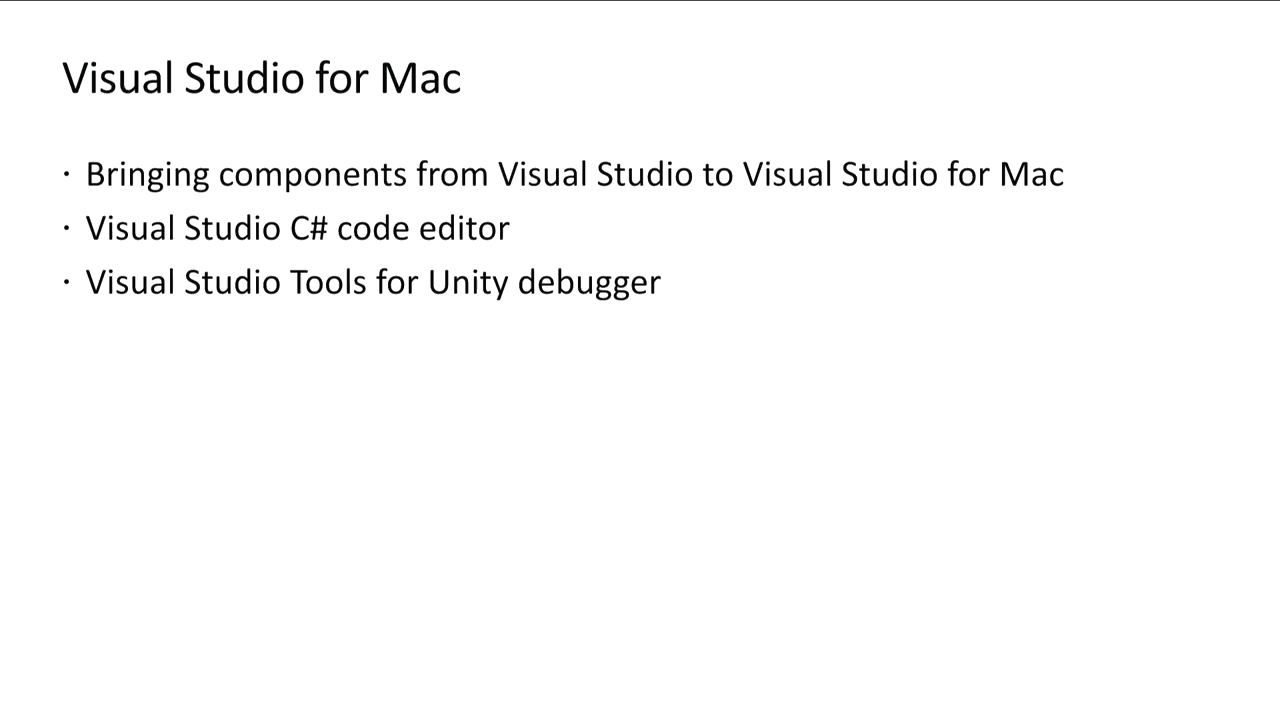 Visual Studio for Mac
· Bringing components from Visual Studio to Visual Studio for Mac
· Visual Studio C# code editor
· Visual Studio Tools for Unity debugger